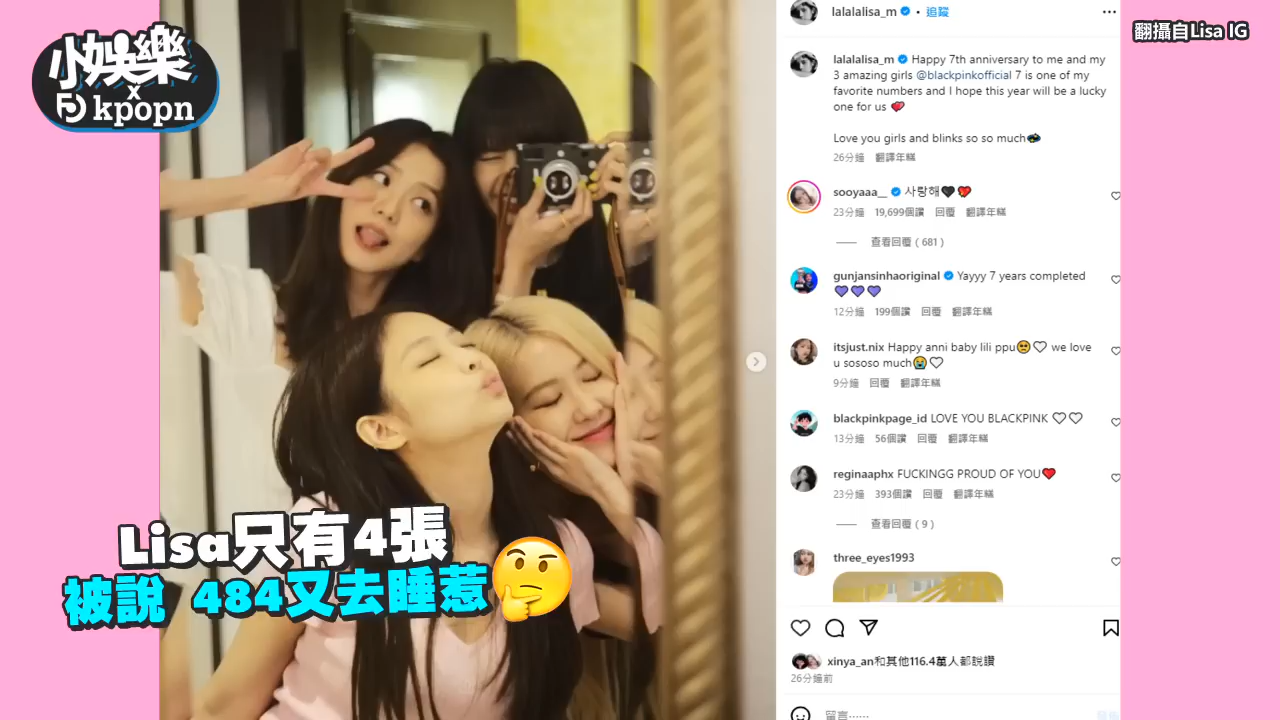 小娛樂
x
kpopn
翻攝自Lisa IG
lalalalisa_m • 追蹤
lalalalisa_m Happy 7th anniversary to me and my
3 amazing girls @blackpinkofficial 7 is one of my
favorite numbers and I hope this year will be a lucky
one for us 💕
Love you girls and blinks so so much
26分鐘 翻譯年糕
sooyaaa__ 사랑해🖤❤️
23分鐘 19,699個讚 回覆 翻譯年糕
查看回覆（681）
gunjansinhaoriginal Yayyy 7 years completed
💜💜💜
12分鐘 199個讚 回覆 翻譯年糕
itsjust.nix Happy anni baby lili ppu🥺🤍 we love
u sososo much😭🤍
9分鐘 回覆 翻譯年糕
blackpinkpage_id LOVE YOU BLACKPINK 🤍🤍
13分鐘 56個讚 回覆 翻譯年糕
reginaaphx FUCKINGG PROUD OF YOU❤️
23分鐘 393個讚 回覆 翻譯年糕
查看回覆（9）
three_eyes1993
xinya_an和其他116.4萬人都說讚
26分鐘前
留言......
Lisa只有4張
被說 484又去睡惹🤔